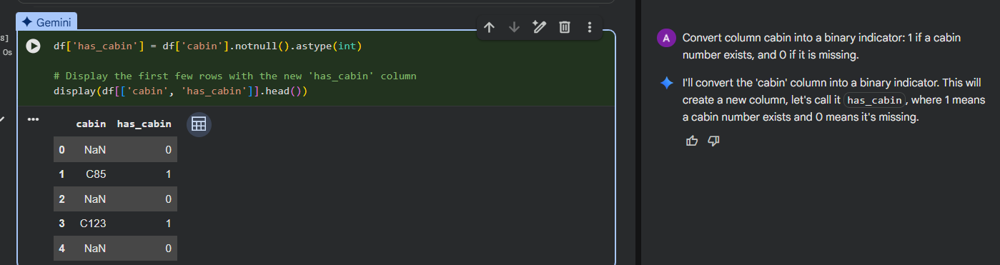 Gemini
8]
0s
df['has_cabin'] = df['cabin'].notnull().astype(int)
# Display the first few rows with the new 'has_cabin' column
display(df[['cabin', 'has_cabin']].head())
cabin has_cabin
0 NaN 0
1 C85 1
2 NaN 0
3 C123 1
4 NaN 0
A
Convert column cabin into a binary indicator: 1 if a cabin
number exists, and 0 if it is missing.
I'll convert the 'cabin' column into a binary indicator. This will
create a new column, let's call it has_cabin, where 1 means
a cabin number exists and 0 means it's missing.